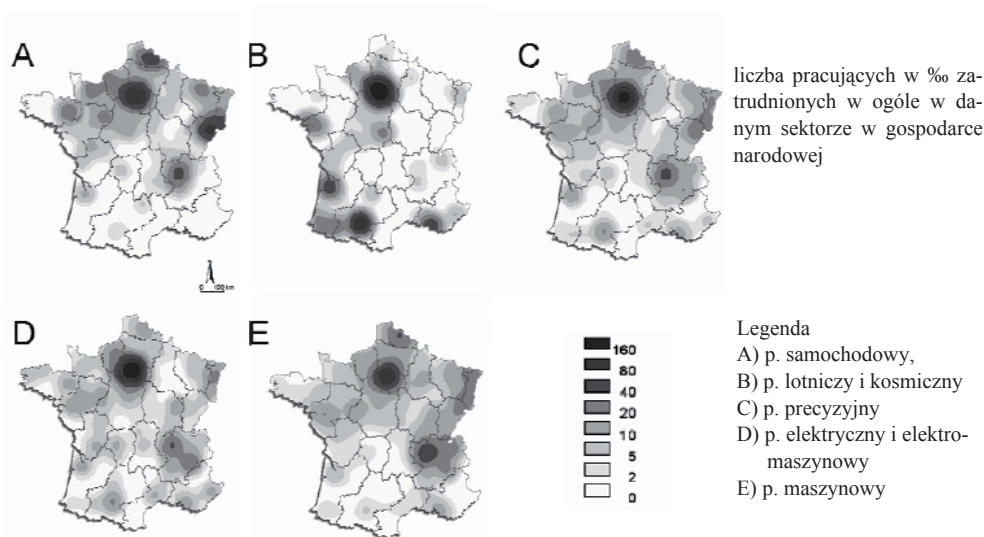 A
B
C
liczba pracujących w ‰ za-
trudnionych w ogóle w da-
nym sektorze w gospodarce
narodowej
0 100 km
D
E
160
80
40
20
10
5
2
0
Legenda
A) p. samochodowy,
B) p. lotniczy i kosmiczny
C) p. precyzyjny
D) p. elektryczny i elektro-
maszynowy
E) p. maszynowy